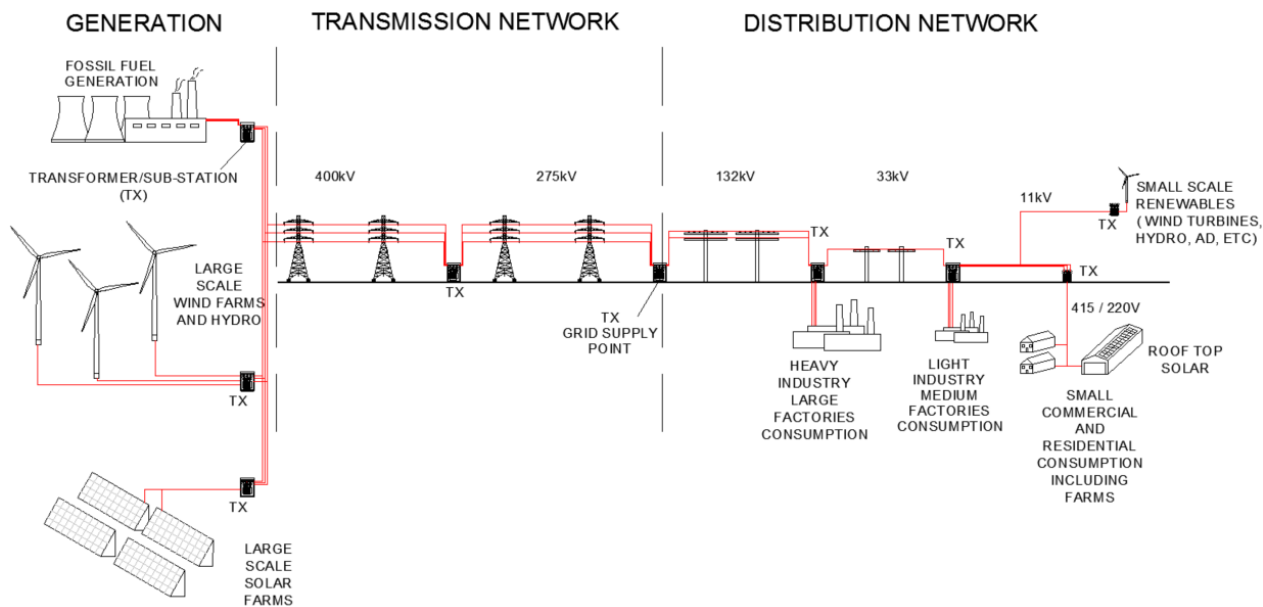 GENERATION
TRANSMISSION NETWORK
DISTRIBUTION NETWORK
FOSSIL FUEL
GENERATION
TRANSFORMER/SUB-STATION
(TX)
400kV
275kV
132kV
33kV
11kV
TX
SMALL SCALE
RENEWABLES
( WIND TURBINES,
HYDRO, AD, ETC)
TX
TX
TX
TX
LARGE
SCALE
WIND FARMS
AND HYDRO
TX
TX
GRID SUPPLY
POINT
415 / 220V
ROOF TOP
SOLAR
HEAVY
INDUSTRY
LARGE
FACTORIES
CONSUMPTION
LIGHT
INDUSTRY
MEDIUM
FACTORIES
CONSUMPTION
SMALL
COMMERCIAL
AND
RESIDENTIAL
CONSUMPTION
INCLUDING
FARMS
TX
LARGE
SCALE
SOLAR
FARMS